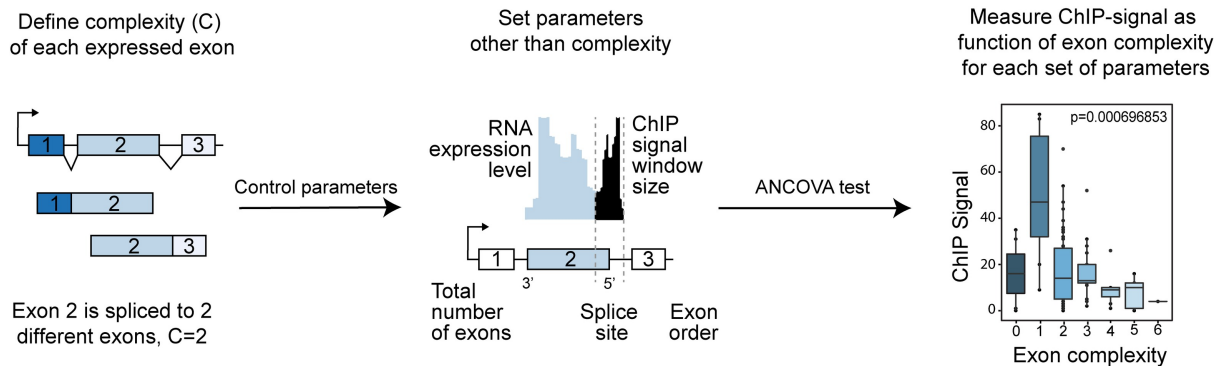 Define complexity (C)
of each expressed exon
1
2
3
1
2
2
3
Exon 2 is spliced to 2
different exons, C=2
Control parameters
Set parameters
other than complexity
RNA
expression
level
ChIP
signal
window
size
1
2
3
3’
5’
Total
number
of exons
Splice
site
Exon
order
ANCOVA test
Measure ChIP-signal as
function of exon complexity
for each set of parameters
p=0.000696853
ChIP Signal
80
60
40
20
0
0 1 2 3 4 5 6
Exon complexity